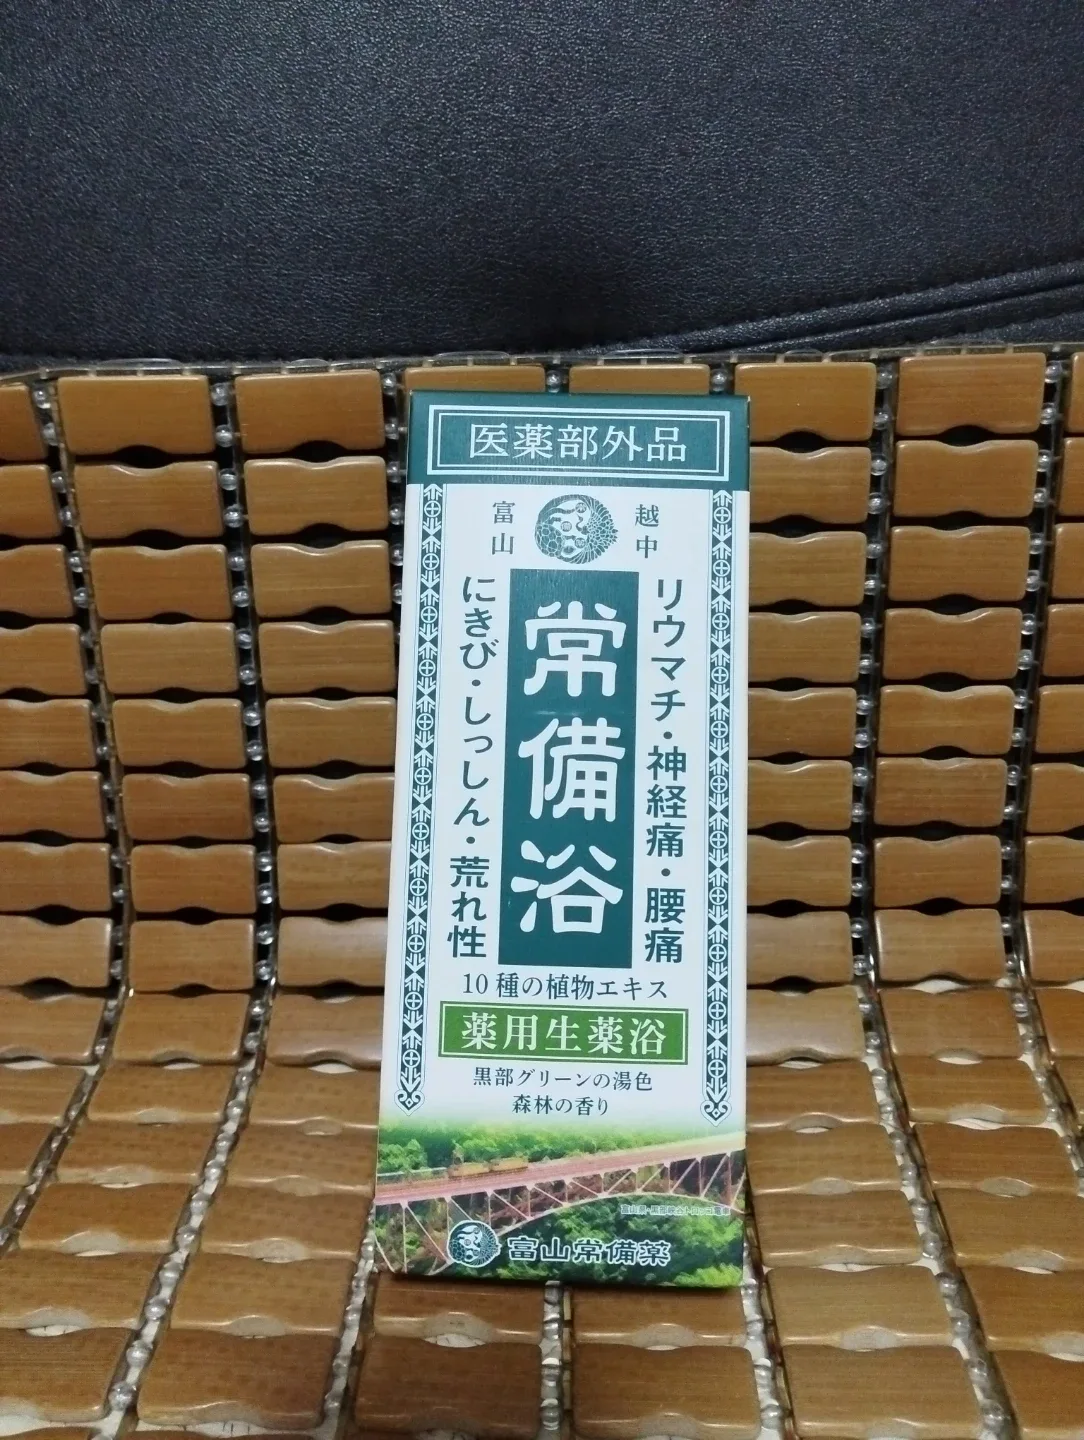 医薬部外品
越中
富山
リウマチ・神経痛・腰痛
常備浴
にきび・しっしん・荒れ性
10種の植物エキス
薬用生薬浴
黒部グリーンの湯色
森林の香り
富山常備薬